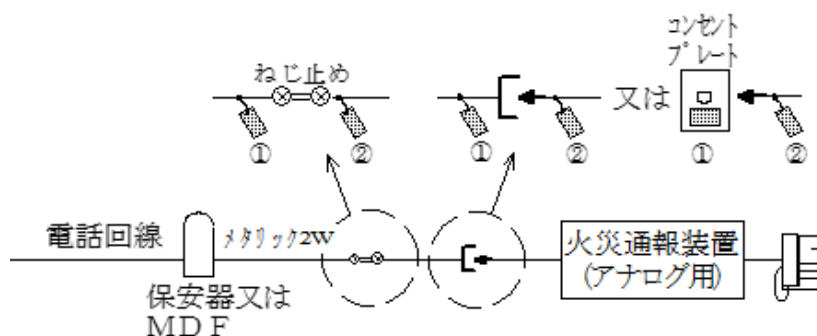 コンセント
プレート
ねじ止め
又は
① ② ① ② ① ②
電話回線
メタリック2W
火災通報装置
(アナログ用)
保安器又は
ＭＤＦ